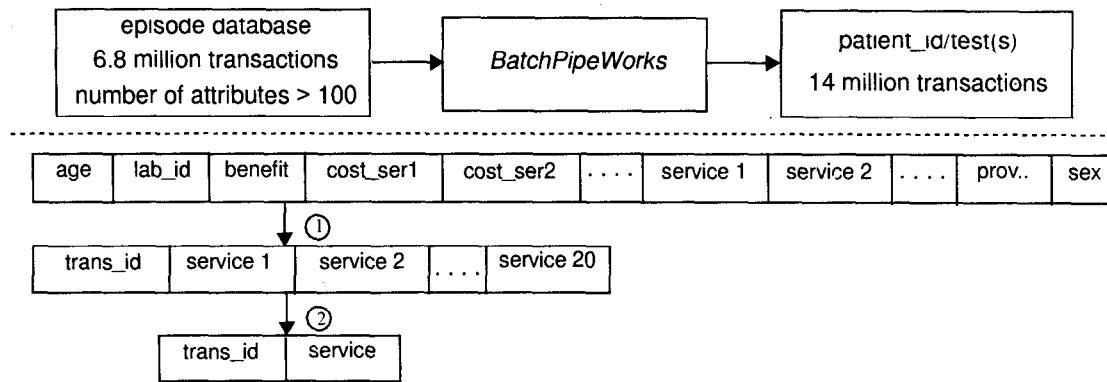 episode database
6.8 million transactions
number of attributes > 100
BatchPipeWorks
patient_id/test(s)
14 million transactions
age lab_id benefit cost_ser1 cost_ser2 .... service 1 service 2 .... prov.. sex
1
trans_id service 1 service 2 .... service 20
2
trans_id service